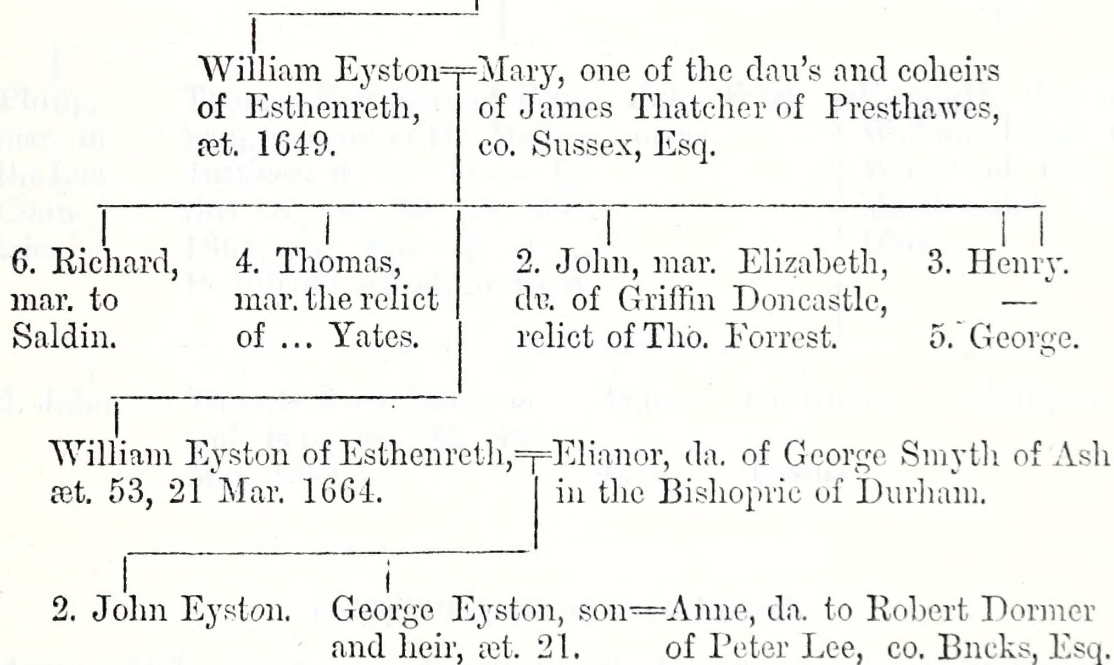 William Eyston=Mary, one of the dau's and coheirs
of Esthenreth, of James Thatcher of Presthawes,
æt. 1649. co. Sussex, Esq.
6. Richard, 4. Thomas, 2. John, mar. Elizabeth, 3. Henry.
mar. to mar. the relict dv. of Griffin Doncastle, —
Saldin. of ... Yates. relict of Tho. Forrest. 5. George.
William Eyston of Esthenreth,=Elianor, da. of George Smyth of Ash
æt. 53, 21 Mar. 1664. in the Bishopric of Durham.
2. John Eyston. George Eyston, son=Anne, da. to Robert Dormer
and heir, æt. 21. of Peter Lee, co. Bncks, Esq.